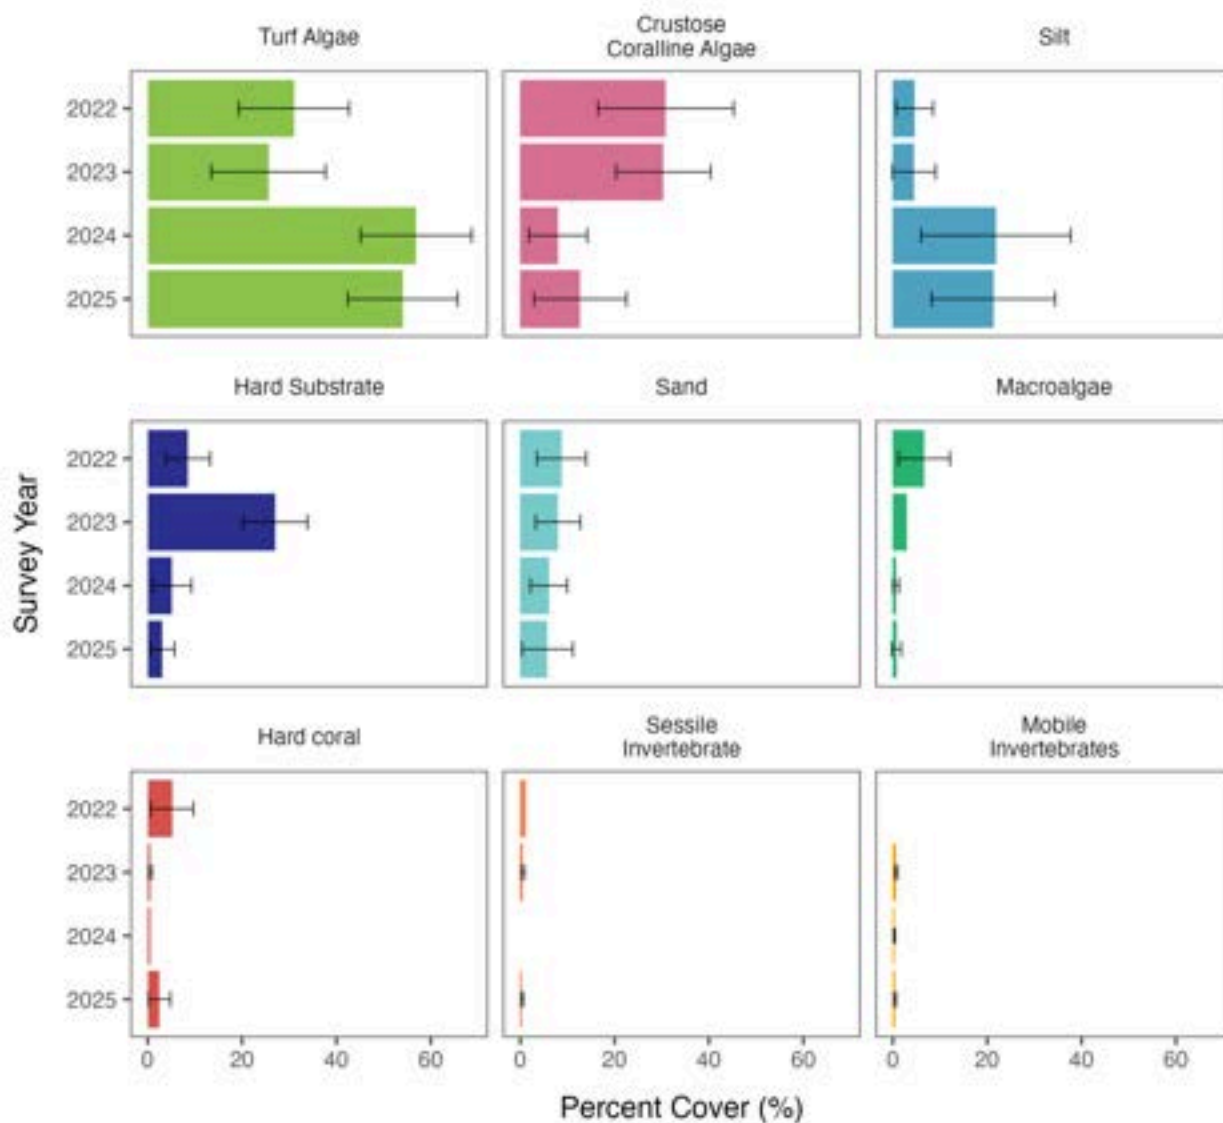 Turf Algae
Crustose
Coralline Algae
Silt
2022
2023
2024
2025
Hard Substrate
Sand
Macroalgae
2022
2023
2024
2025
Survey Year
Hard coral
Sessile
Invertebrate
Mobile
Invertebrates
2022
2023
2024
2025
0 20 40 60
0 20 40 60
0 20 40 60
Percent Cover (%)